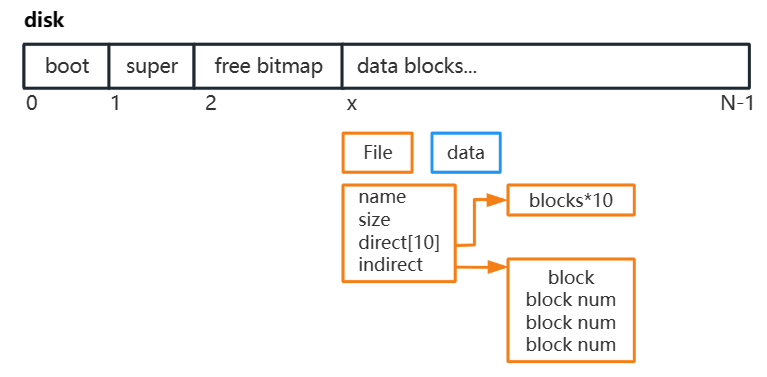 disk
boot super free bitmap data blocks...
0 1 2 x N-1
File data
name
size
direct[10]
indirect
blocks*10
block
block num
block num
block num